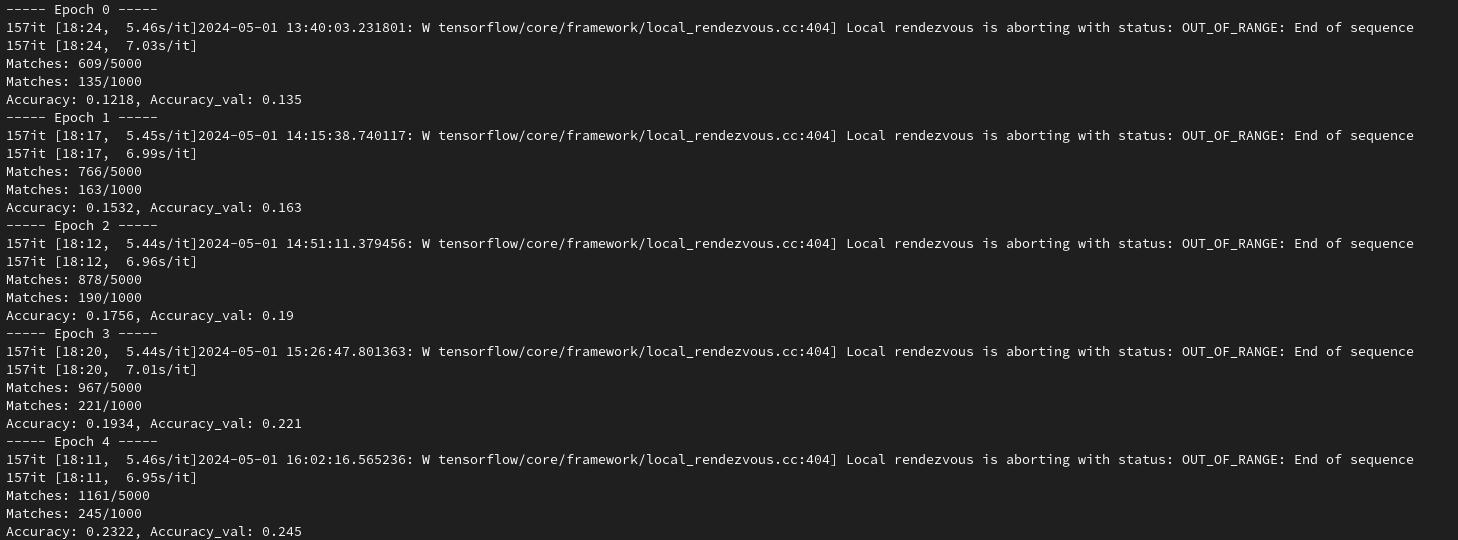 ----- Epoch 0 -----
157it [18:24,  5.46s/it]2024-05-01 13:40:03.231801: W tensorflow/core/framework/local_rendezvous.cc:404] Local rendezvous is aborting with status: OUT_OF_RANGE: End of sequence
157it [18:24,  7.03s/it]
Matches: 609/5000
Matches: 135/1000
Accuracy: 0.1218, Accuracy_val: 0.135
----- Epoch 1 -----
157it [18:17,  5.45s/it]2024-05-01 14:15:38.740117: W tensorflow/core/framework/local_rendezvous.cc:404] Local rendezvous is aborting with status: OUT_OF_RANGE: End of sequence
157it [18:17,  6.99s/it]
Matches: 766/5000
Matches: 163/1000
Accuracy: 0.1532, Accuracy_val: 0.163
----- Epoch 2 -----
157it [18:12,  5.44s/it]2024-05-01 14:51:11.379456: W tensorflow/core/framework/local_rendezvous.cc:404] Local rendezvous is aborting with status: OUT_OF_RANGE: End of sequence
157it [18:12,  6.96s/it]
Matches: 878/5000
Matches: 190/1000
Accuracy: 0.1756, Accuracy_val: 0.19
----- Epoch 3 -----
157it [18:20,  5.44s/it]2024-05-01 15:26:47.801363: W tensorflow/core/framework/local_rendezvous.cc:404] Local rendezvous is aborting with status: OUT_OF_RANGE: End of sequence
157it [18:20,  7.01s/it]
Matches: 967/5000
Matches: 221/1000
Accuracy: 0.1934, Accuracy_val: 0.221
----- Epoch 4 -----
157it [18:11,  5.46s/it]2024-05-01 16:02:16.565236: W tensorflow/core/framework/local_rendezvous.cc:404] Local rendezvous is aborting with status: OUT_OF_RANGE: End of sequence
157it [18:11,  6.95s/it]
Matches: 1161/5000
Matches: 245/1000
Accuracy: 0.2322, Accuracy_val: 0.245